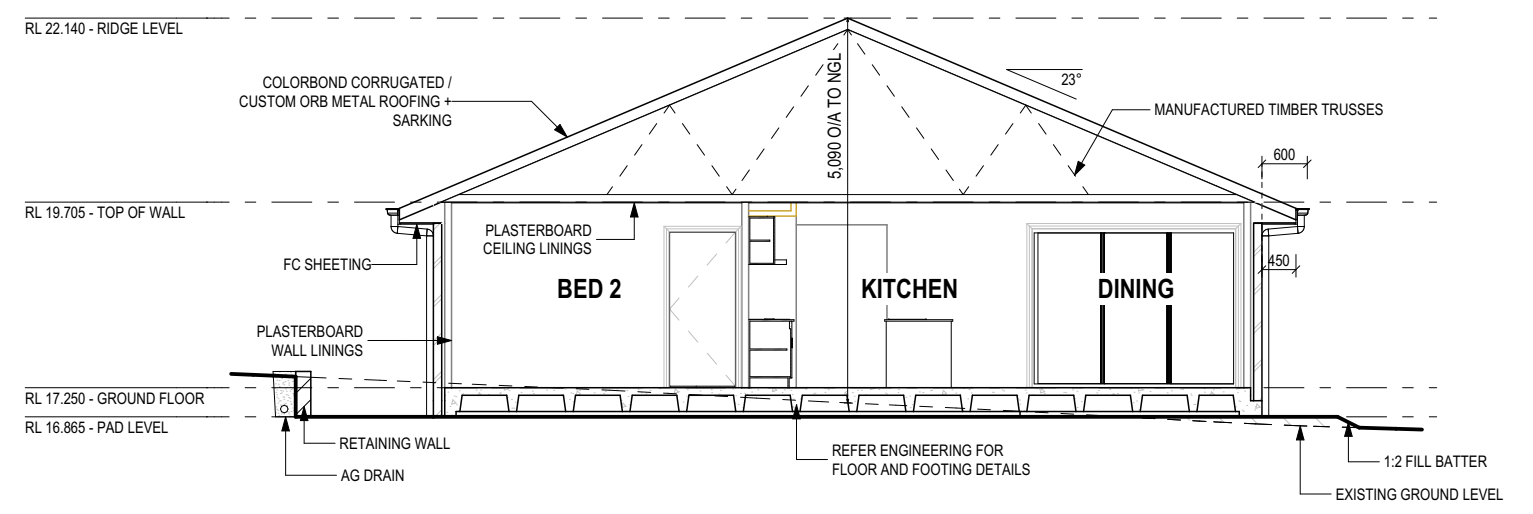 RL 22.140 - RIDGE LEVEL
COLORBOND CORRUGATED /
CUSTOM ORB METAL ROOFING +
SARKING
5,090 O/A TO NGL
23°
MANUFACTURED TIMBER TRUSSES
600
RL 19.705 - TOP OF WALL
PLASTERBOARD
CEILING LININGS
FC SHEETING
450
BED 2
KITCHEN
DINING
PLASTERBOARD
WALL LININGS
RL 17.250 - GROUND FLOOR
RL 16.865 - PAD LEVEL
RETAINING WALL
AG DRAIN
REFER ENGINEERING FOR
FLOOR AND FOOTING DETAILS
1:2 FILL BATTER
EXISTING GROUND LEVEL